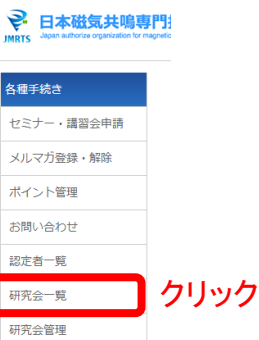 日本磁気共鳴専門
JMRTS
Japan authorize organization for magnetic
各種手続き
セミナー・講習会申請
メルマガ登録・解除
ポイント管理
お問い合わせ
認定者一覧
研究会一覧
クリック
研究会管理